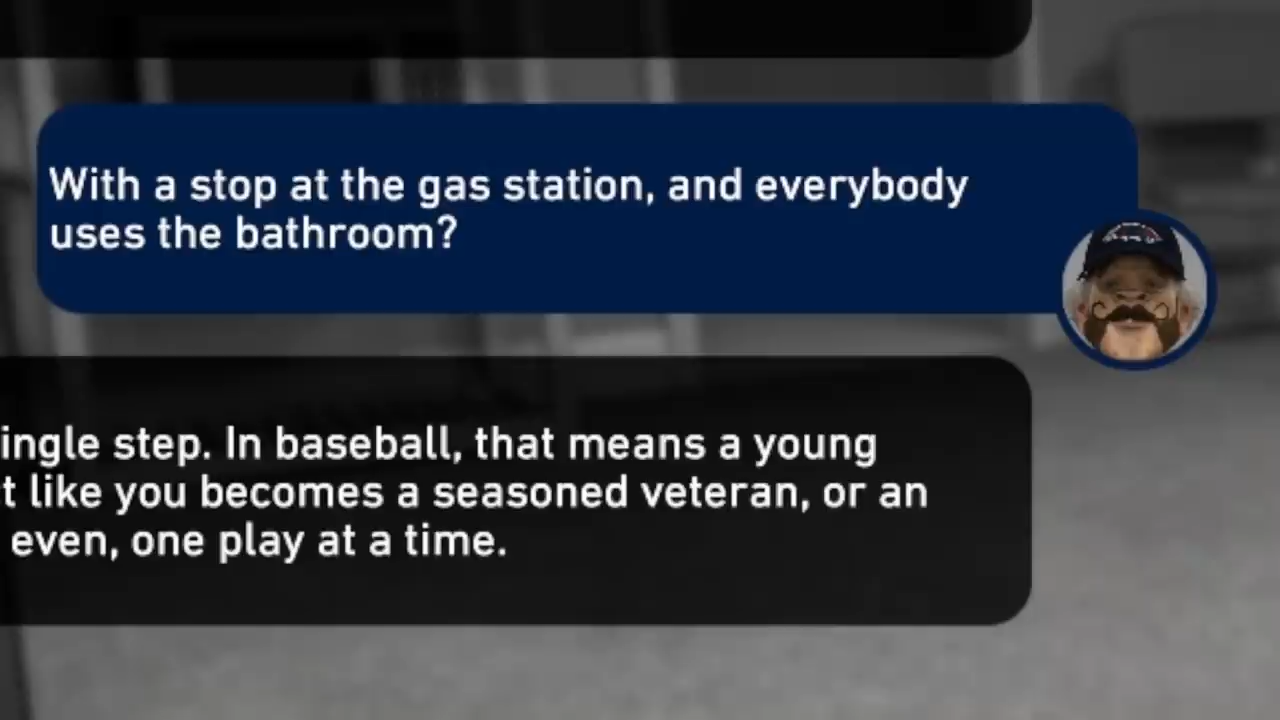 With a stop at the gas station, and everybody
uses the bathroom?
ingle step. In baseball, that means a young
t like you becomes a seasoned veteran, or an
even, one play at a time.